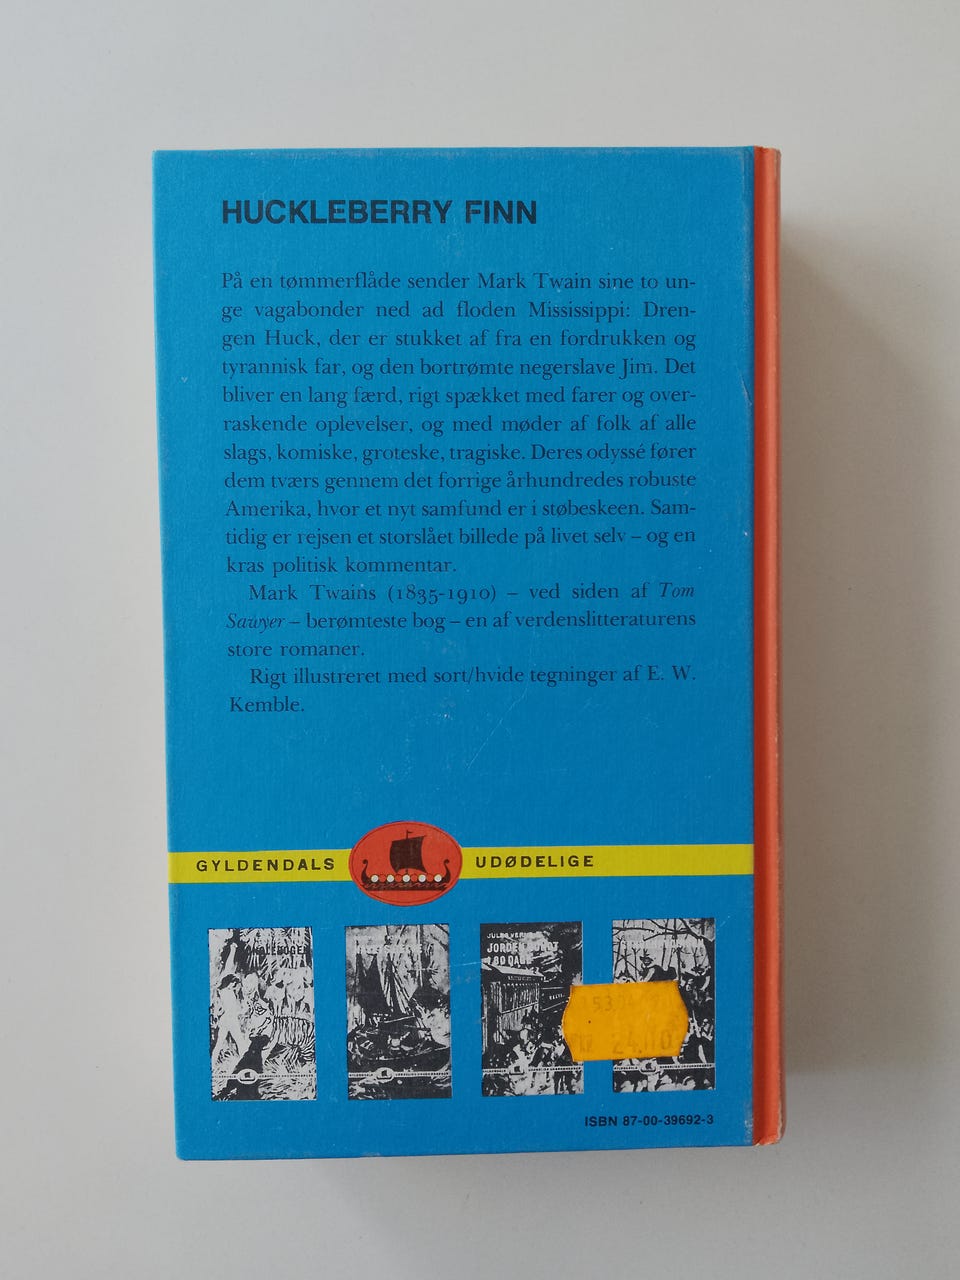 HUCKLEBERRY FINN
På en tømmerflåde sender Mark Twain sine to un-
ge vagabonder ned ad floden Mississippi: Dren-
gen Huck, der er stukket af fra en fordrukken og
tyrannisk far, og den bortrømte negerslave Jim. Det
bliver en lang færd, rigt spækket med farer og over-
raskende oplevelser, og med møder af folk af alle
slags, komiske, groteske, tragiske. Deres odyssé fører
dem tværs gennem det forrige århundredes robuste
Amerika, hvor et nyt samfund er i støbeskeen. Sam-
tidig er rejsen et storslået billede på livet selv – og en
kras politisk kommentar.
Mark Twains (1835-1910) – ved siden af Tom
Sawyer – berømteste bog – en af verdenslitteraturens
store romaner.
Rigt illustreret med sort/hvide tegninger af E. W.
Kemble.
GYLDENDALS UDØDELIGE
JORDEN RUNDT
80 DAGE
ISBN 87-00-39692-3